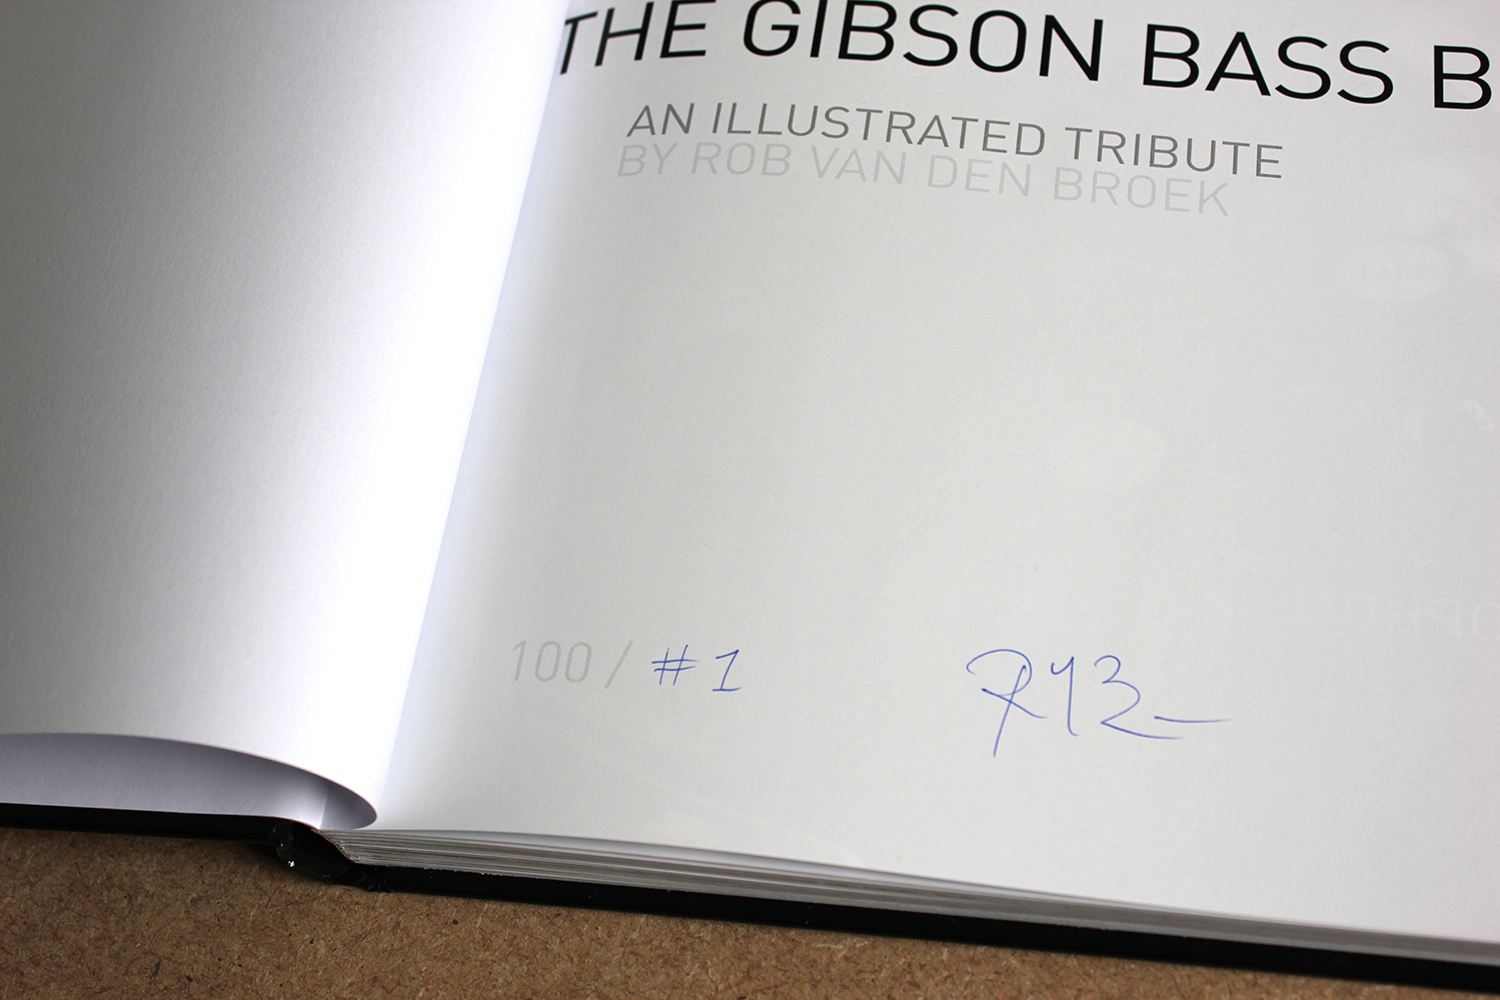 THE GIBSON BASS B
AN ILLUSTRATED TRIBUTE
BY ROB VAN DEN BROEK
100 / #1